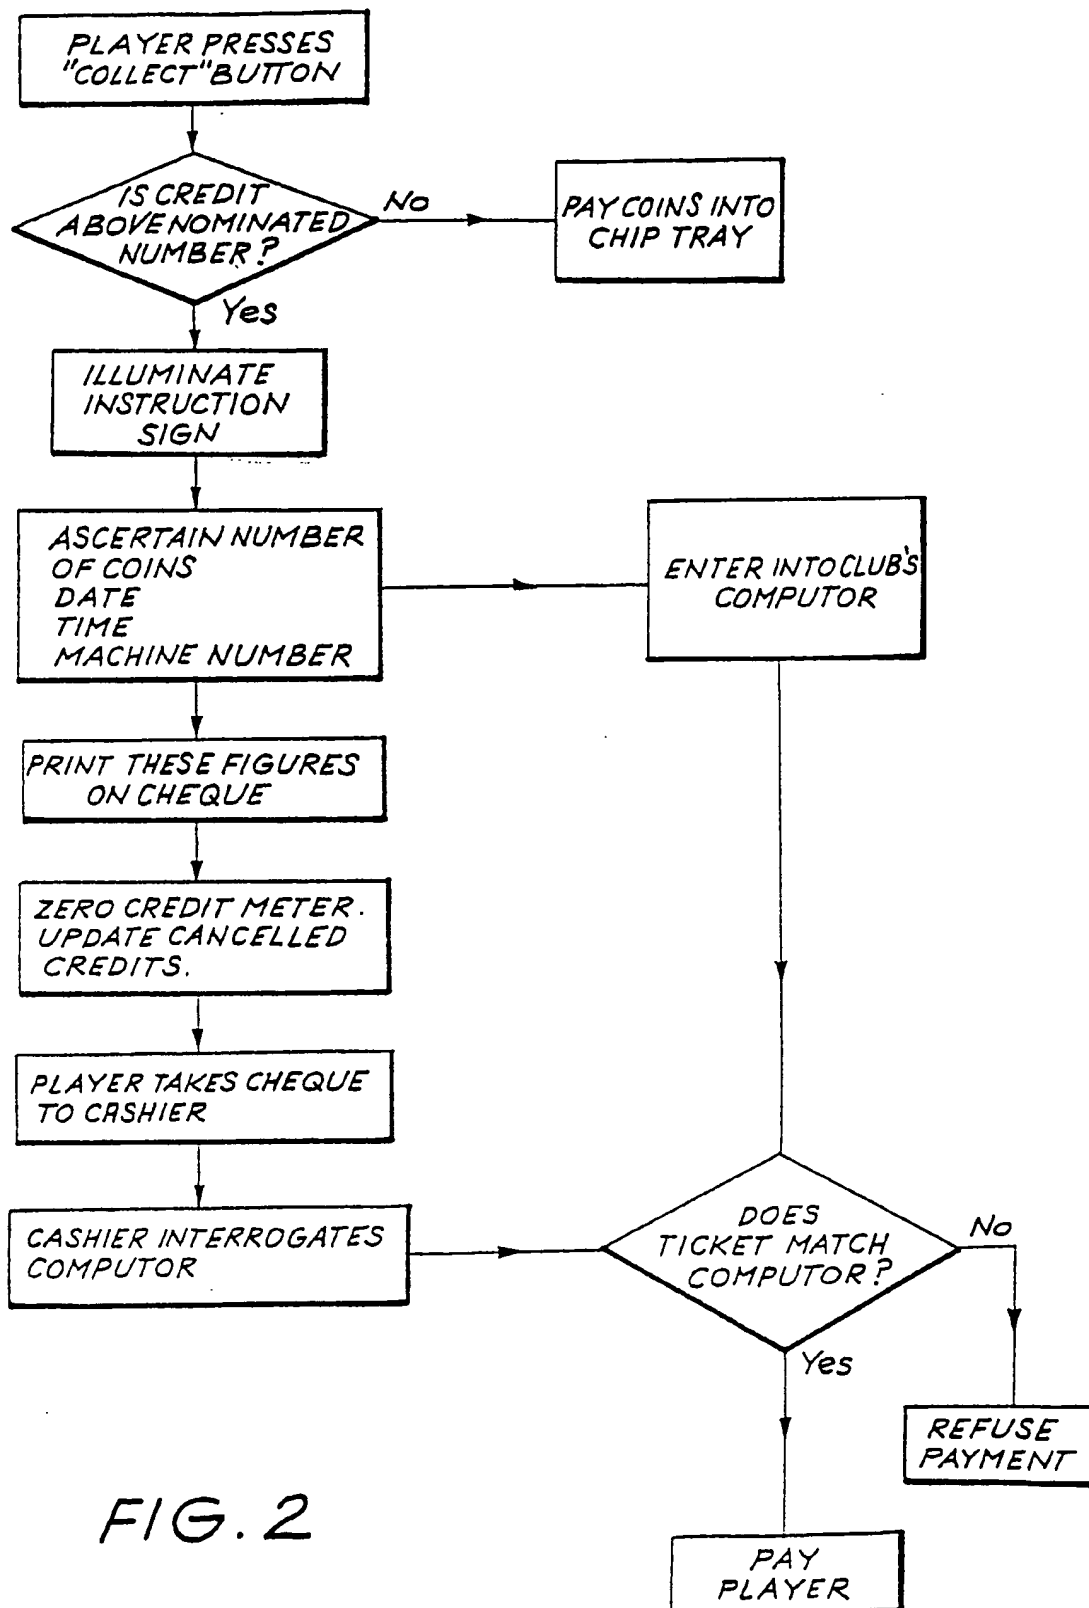 PLAYER PRESSES
"COLLECT" BUTTON
IS CREDIT
ABOVE NOMINATED
NUMBER?
No
PAY COINS INTO
CHIP TRAY
Yes
ILLUMINATE
INSTRUCTION
SIGN
ASCERTAIN NUMBER
OF COINS
DATE
TIME
MACHINE NUMBER
ENTER INTO CLUB'S
COMPUTOR
PRINT THESE FIGURES
ON CHEQUE
ZERO CREDIT METER.
UPDATE CANCELLED
CREDITS.
PLAYER TAKES CHEQUE
TO CASHIER
CASHIER INTERROGATES
COMPUTOR
DOES
TICKET MATCH
COMPUTOR?
No
Yes
REFUSE
PAYMENT
PAY
PLAYER
FIG. 2